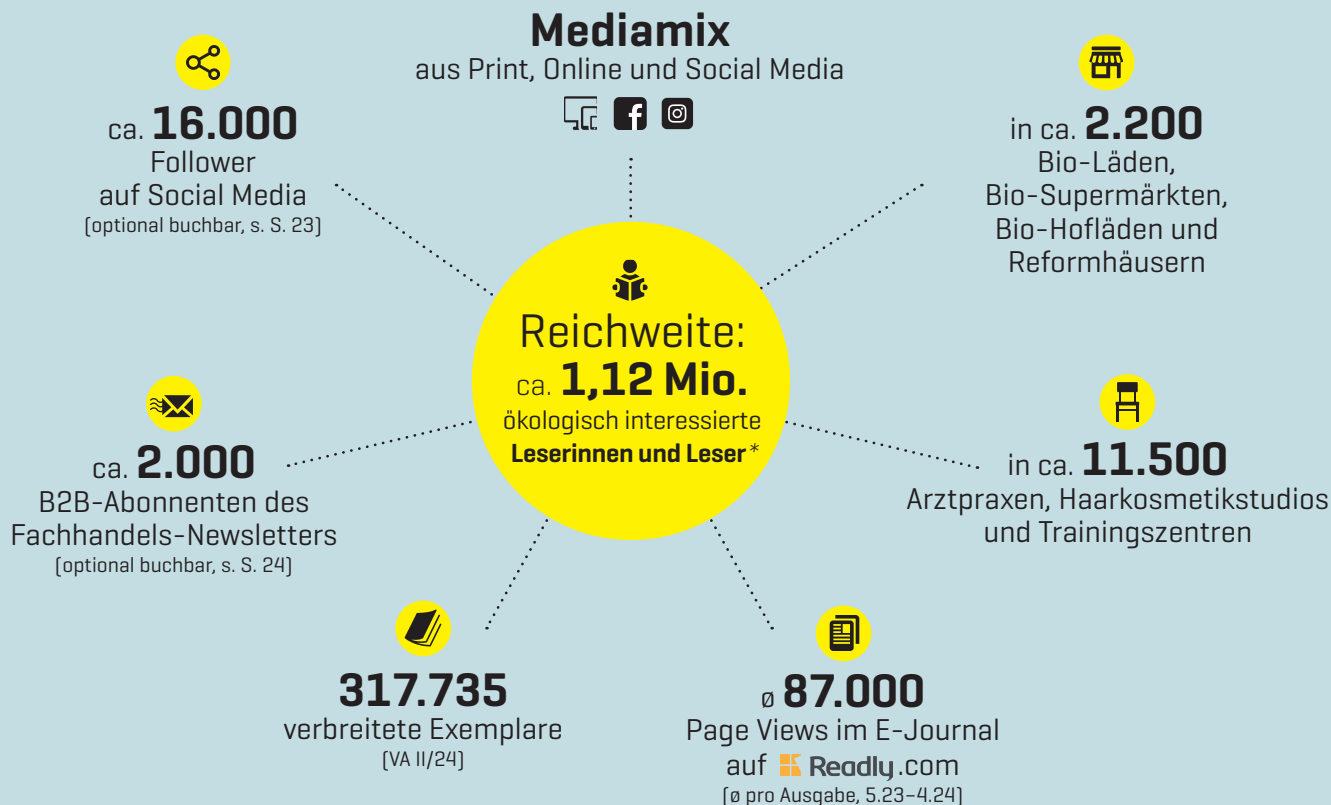 Mediamix
aus Print, Online und Social Media
ca. 16.000
Follower
auf Social Media
[optional buchbar, s. S. 23]
in ca. 2.200
Bio-Läden,
Bio-Supermärkten,
Bio-Hofläden und
Reformhäusern
Reichweite:
ca. 1,12 Mio.
ökologisch interessierte
Leserinnen und Leser*
ca. 2.000
B2B-Abonnenten des
Fachhandels-Newsletters
[optional buchbar, s. S. 24]
in ca. 11.500
Arztpraxen, Haarkosmetikstudios
und Trainingszentren
317.735
verbreitete Exemplare
[VA II/24]
ø 87.000
Page Views im E-Journal
auf Readly.com
[ø pro Ausgabe, 5.23–4.24]